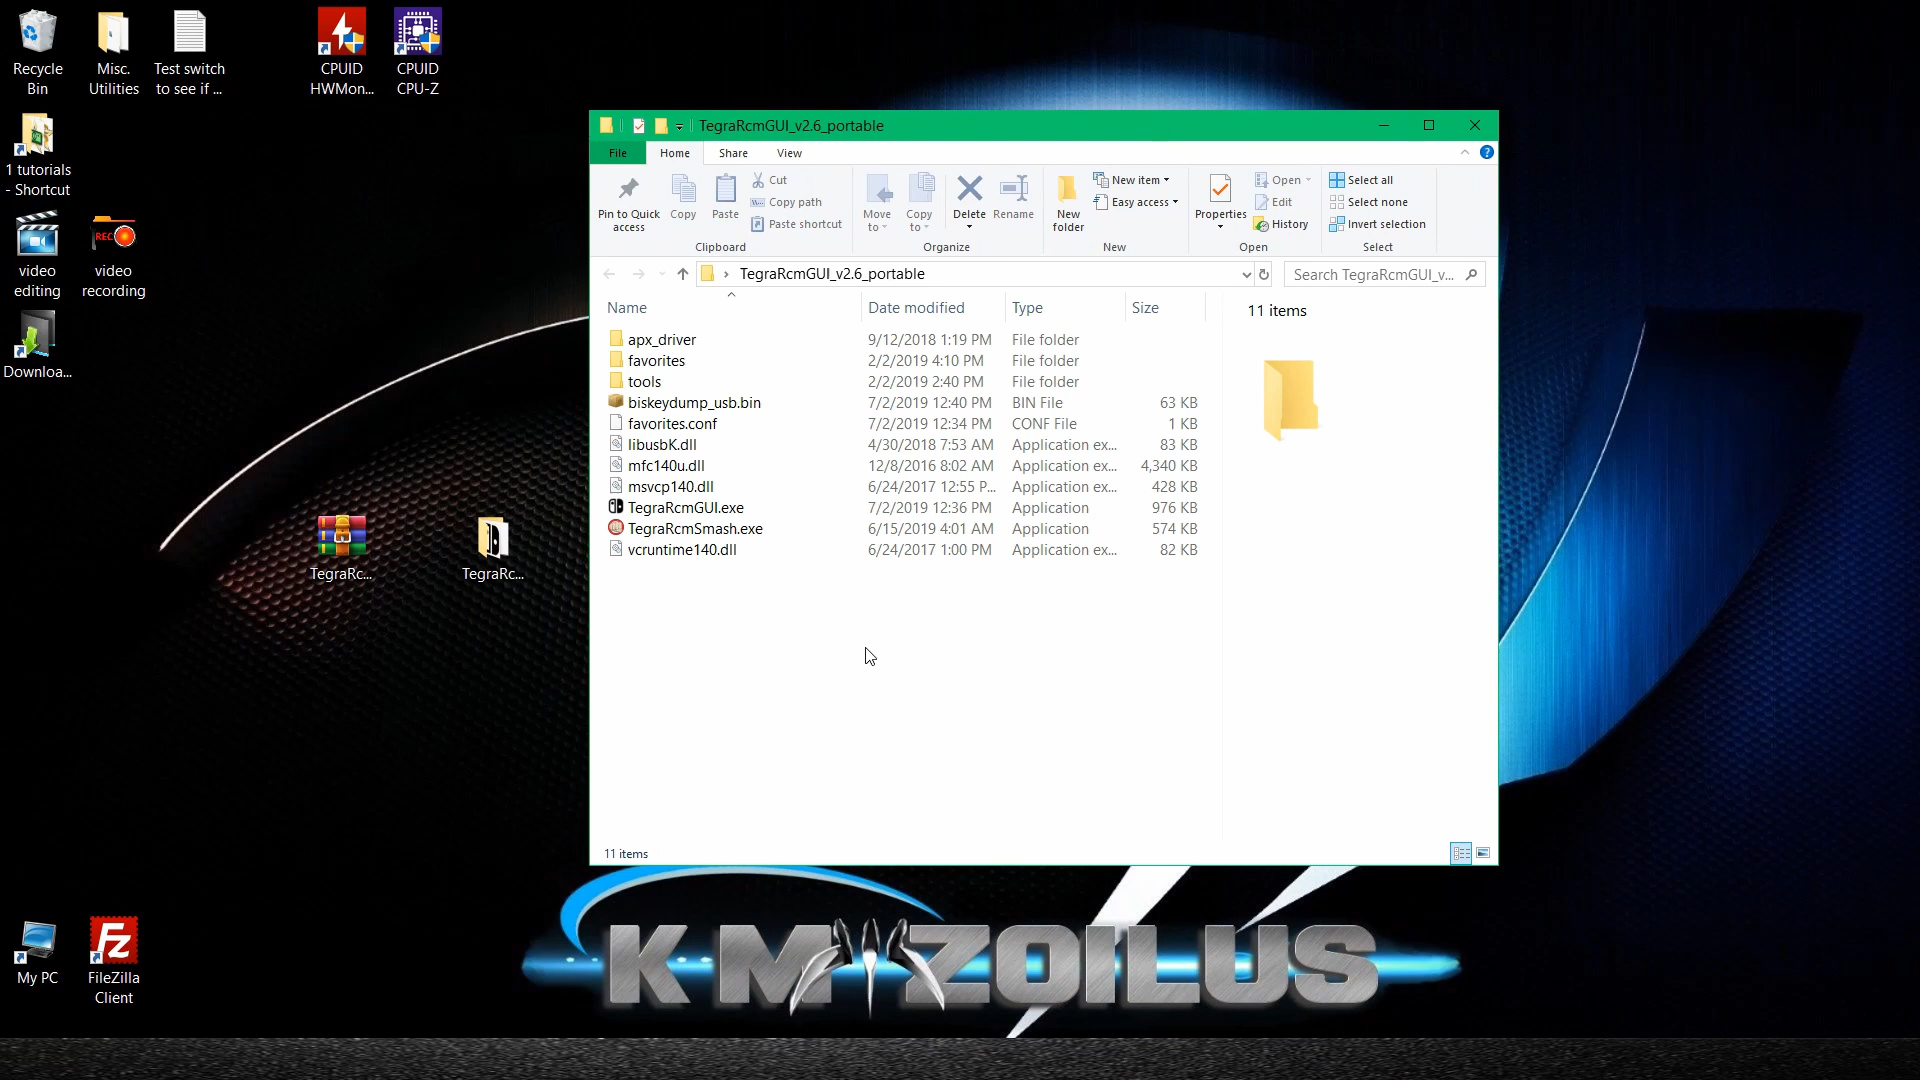 Recycle
Bin
Misc.
Utilities
Test switch
to see if ...
CPUID
HWMon...
CPUID
CPU-Z
1 tutorials
- Shortcut
video
editing
REC
video
recording
Downloa...
TegraRc...
TegraRc...
My PC
Fz
FileZilla
Client
TegraRcmGUI_v2.6_portable
File
Home
Share
View
?
Pin to Quick
access
Copy
Paste
Cut
Copy path
Paste shortcut
Clipboard
Move
to
Copy
to
Delete
Rename
Organize
New
folder
New item
Easy access
New
Properties
Open
Edit
History
Open
Select all
Select none
Invert selection
Select
TegraRcmGUI_v2.6_portable
Search TegraRcmGUI_v...
Name Date modified Type Size
apx_driver 9/12/2018 1:19 PM File folder
favorites 2/2/2019 4:10 PM File folder
tools 2/2/2019 2:40 PM File folder
biskeydump_usb.bin 7/2/2019 12:40 PM BIN File 63 KB
favorites.conf 7/2/2019 12:34 PM CONF File 1 KB
libusbK.dll 4/30/2018 7:53 AM Application ex... 83 KB
mfc140u.dll 12/8/2016 8:02 AM Application ex... 4,340 KB
msvcp140.dll 6/24/2017 12:55 P... Application ex... 428 KB
TegraRcmGUI.exe 7/2/2019 12:36 PM Application 976 KB
TegraRcmSmash.exe 6/15/2019 4:01 AM Application 574 KB
vcruntime140.dll 6/24/2017 1:00 PM Application ex... 82 KB
11 items
11 items
KM ZOILUS